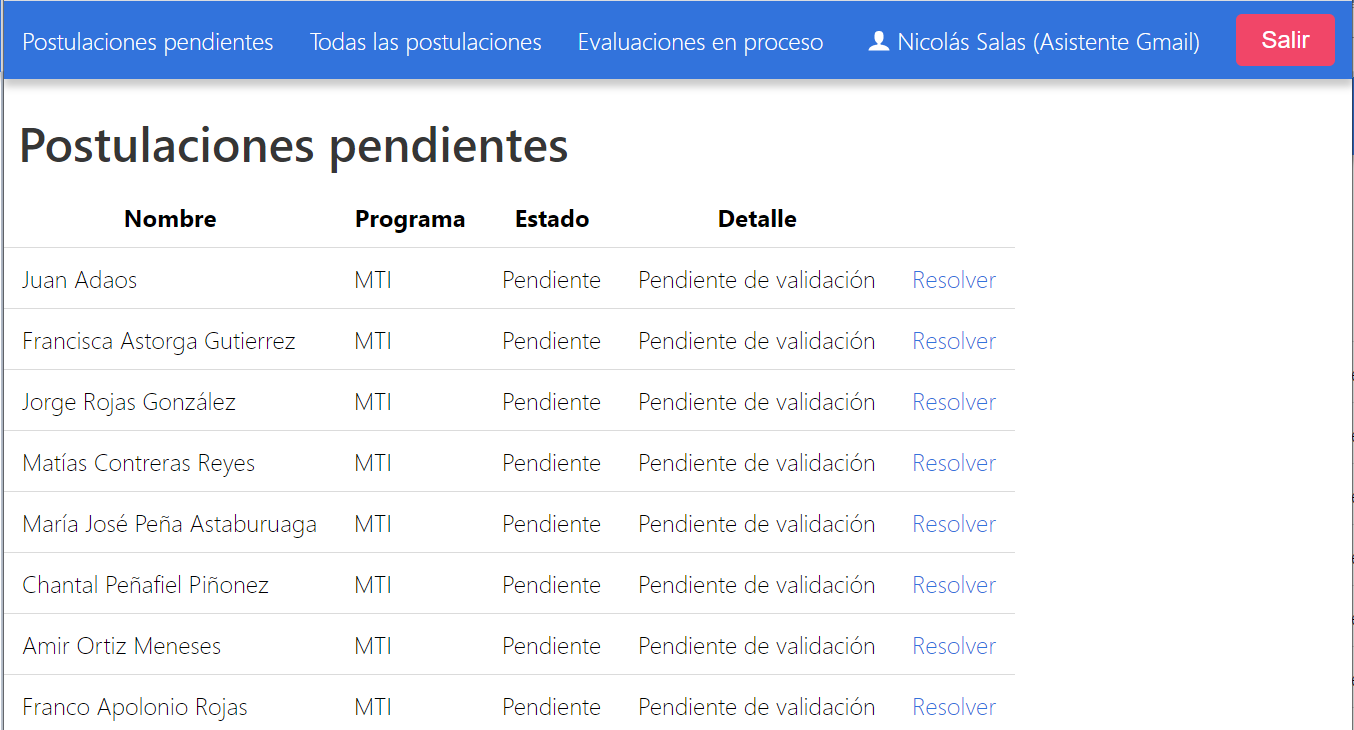 Postulaciones pendientes Todas las postulaciones Evaluaciones en proceso Nicolás Salas (Asistente Gmail) Salir
Postulaciones pendientes
Nombre Programa Estado Detalle
Juan Adaos MTI Pendiente Pendiente de validación Resolver
Francisca Astorga Gutierrez MTI Pendiente Pendiente de validación Resolver
Jorge Rojas González MTI Pendiente Pendiente de validación Resolver
Matías Contreras Reyes MTI Pendiente Pendiente de validación Resolver
María José Peña Astaburuaga MTI Pendiente Pendiente de validación Resolver
Chantal Peñafiel Piñonez MTI Pendiente Pendiente de validación Resolver
Amir Ortiz Meneses MTI Pendiente Pendiente de validación Resolver
Franco Apolonio Rojas MTI Pendiente Pendiente de validación Resolver